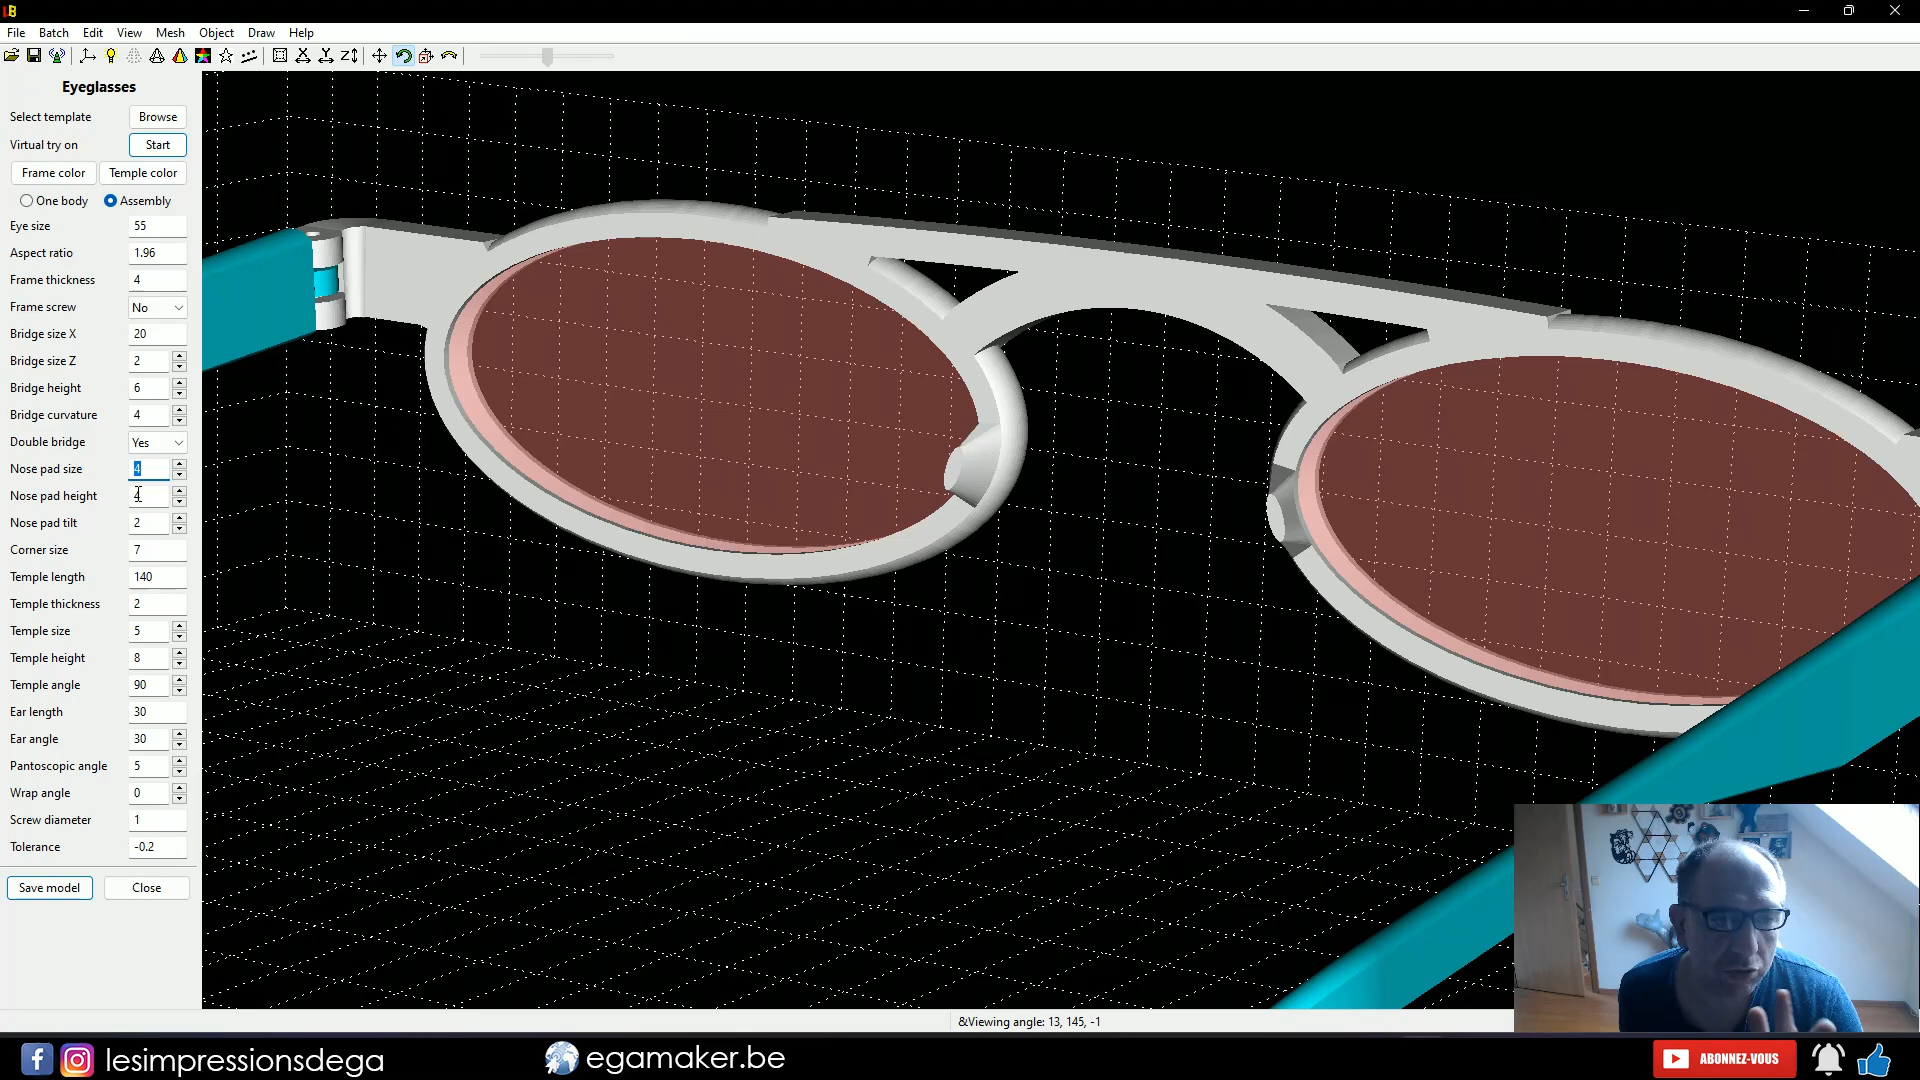 LB
File Batch Edit View Mesh Object Draw Help
Eyeglasses
Select template Browse
Virtual try on Start
Frame color Temple color
One body Assembly
Eye size 55
Aspect ratio 1.96
Frame thickness 4
Frame screw No
Bridge size X 20
Bridge size Z 2
Bridge height 6
Bridge curvature 4
Double bridge Yes
Nose pad size 4
Nose pad height 4
Nose pad tilt 2
Corner size 7
Temple length 140
Temple thickness 2
Temple size 5
Temple height 8
Temple angle 90
Ear length 30
Ear angle 30
Pantoscopic angle 5
Wrap angle 0
Screw diameter 1
Tolerance -0.2
Save model Close
&Viewing angle: 13, 145, -1
lesimpressionsdega egamaker.be ABONNEZ-VOUS